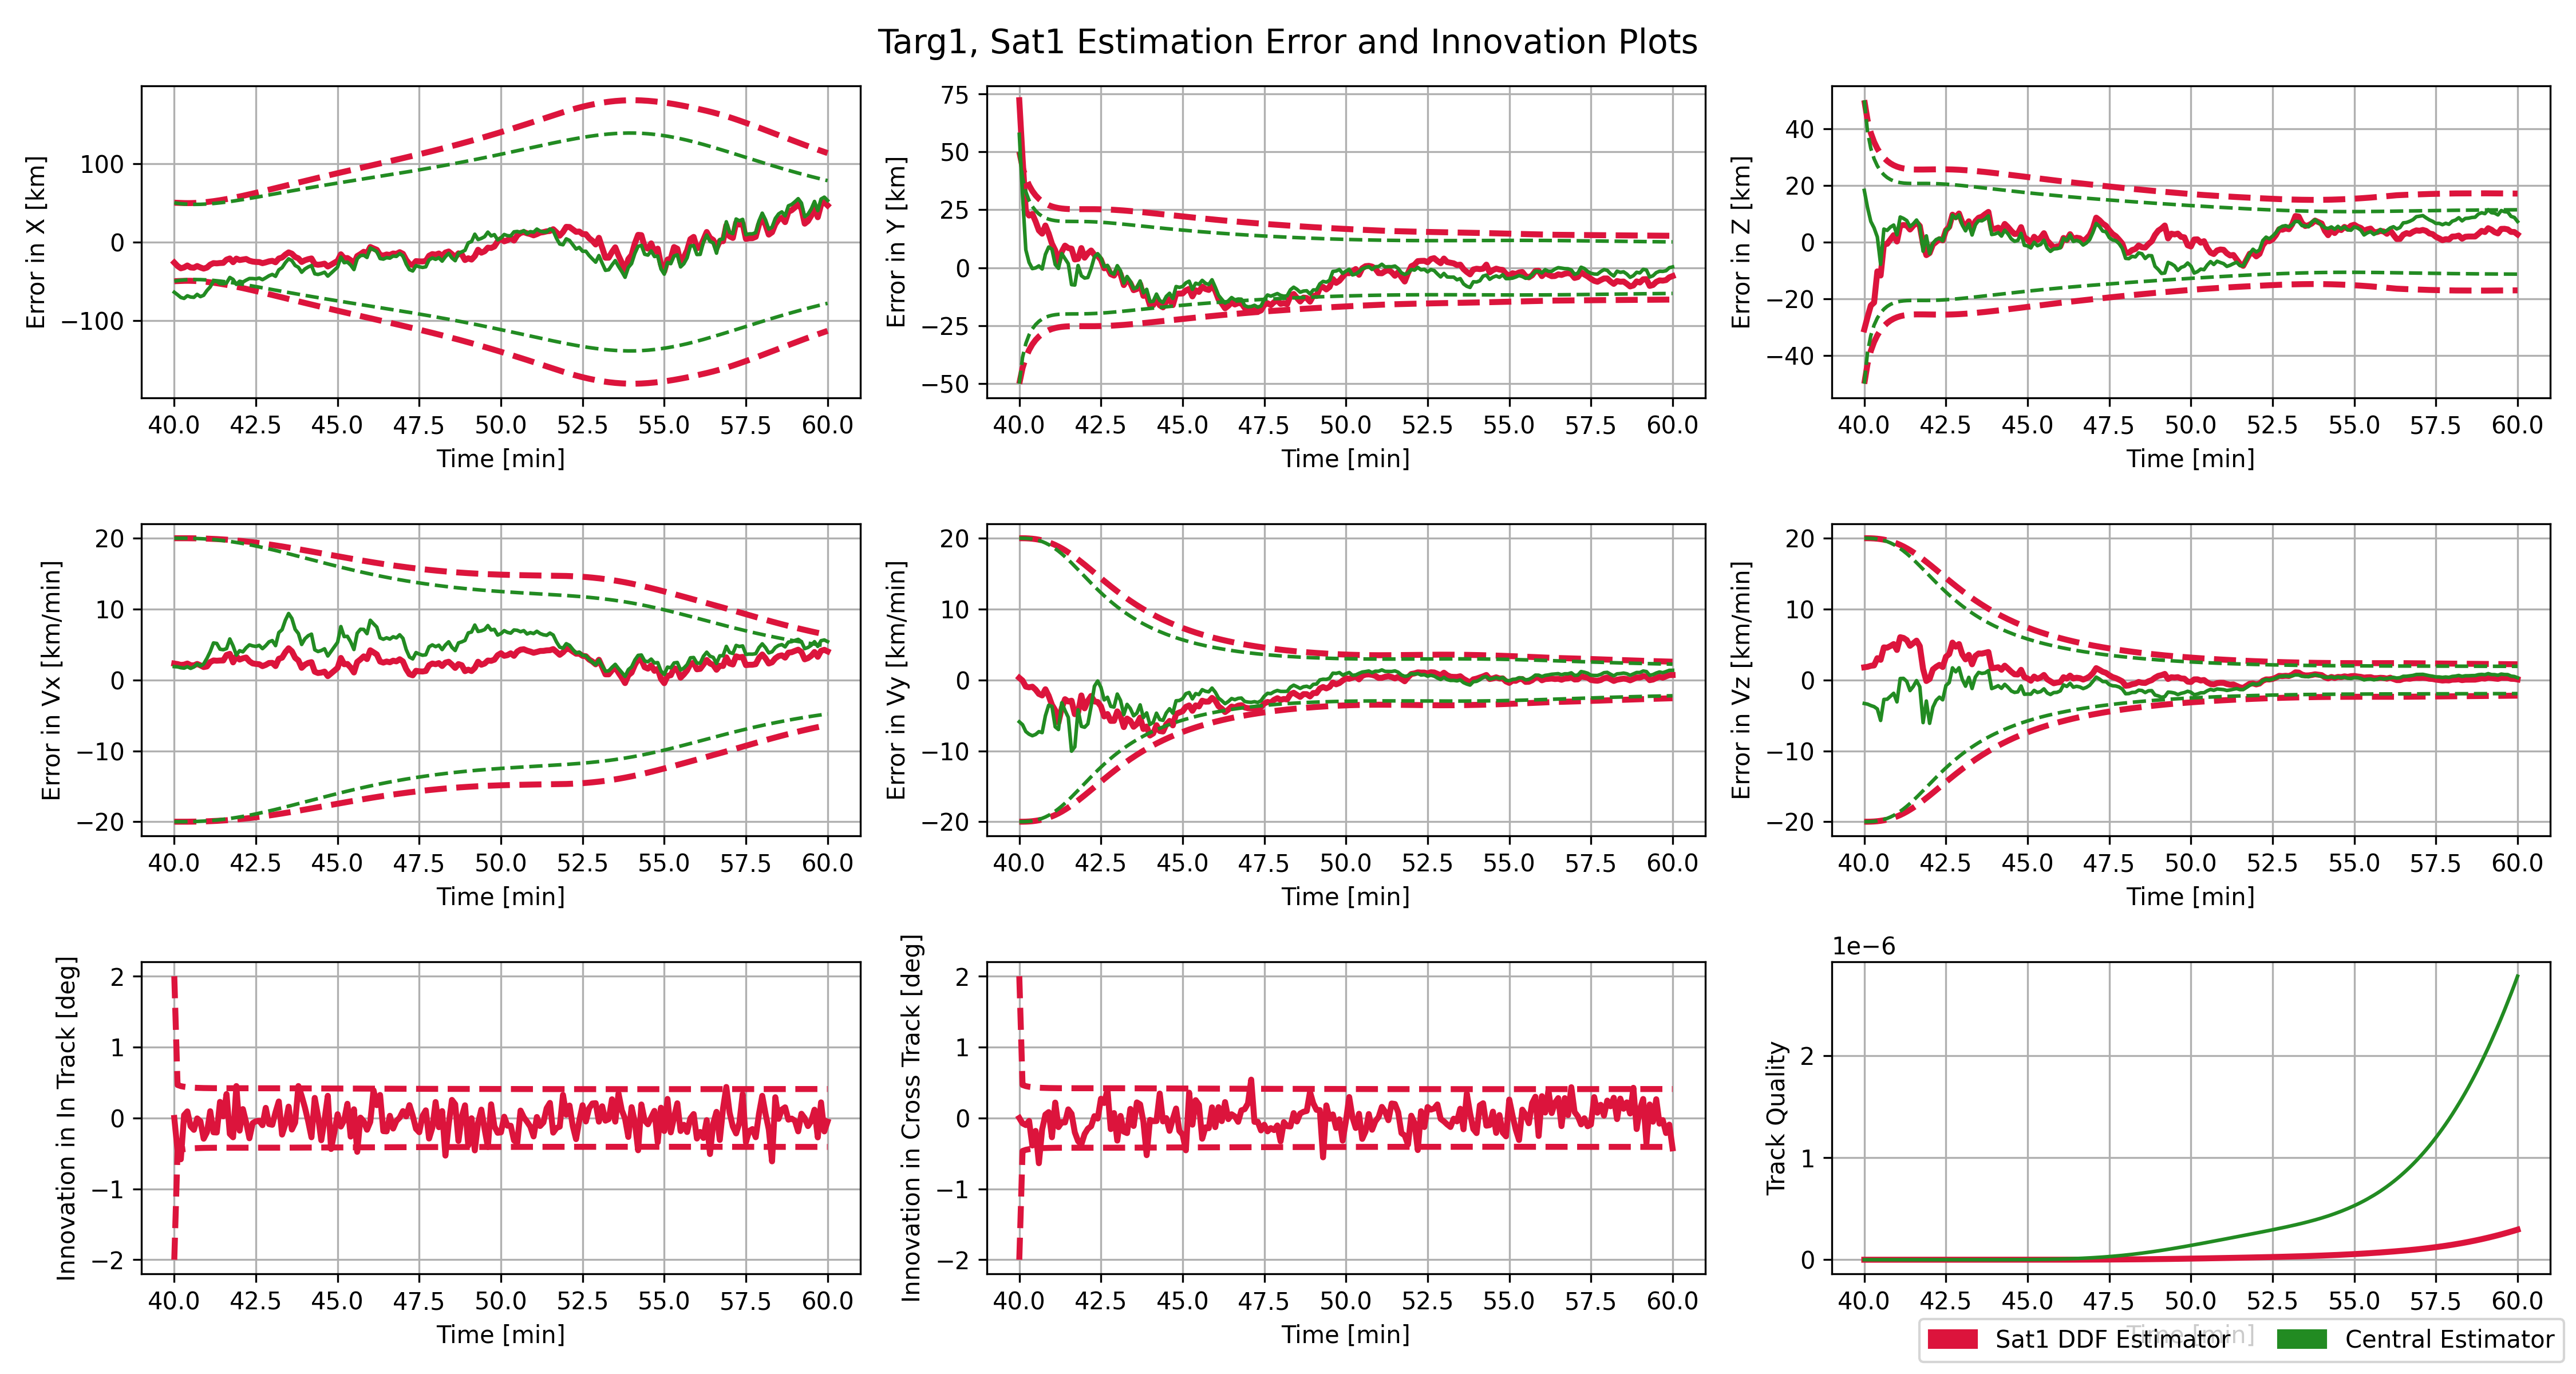 Targ1, Sat1 Estimation Error and Innovation Plots
Error in X [km]
100
0
−100
40.0 42.5 45.0 47.5 50.0 52.5 55.0 57.5 60.0
Time [min]
Error in Y [km]
75
50
25
0
−25
−50
40.0 42.5 45.0 47.5 50.0 52.5 55.0 57.5 60.0
Time [min]
Error in Z [km]
40
20
0
−20
−40
40.0 42.5 45.0 47.5 50.0 52.5 55.0 57.5 60.0
Time [min]
Error in Vx [km/min]
20
10
0
−10
−20
40.0 42.5 45.0 47.5 50.0 52.5 55.0 57.5 60.0
Time [min]
Error in Vy [km/min]
20
10
0
−10
−20
40.0 42.5 45.0 47.5 50.0 52.5 55.0 57.5 60.0
Time [min]
Error in Vz [km/min]
20
10
0
−10
−20
40.0 42.5 45.0 47.5 50.0 52.5 55.0 57.5 60.0
Time [min]
Innovation in In Track [deg]
2
1
0
−1
−2
40.0 42.5 45.0 47.5 50.0 52.5 55.0 57.5 60.0
Time [min]
Innovation in Cross Track [deg]
2
1
0
−1
−2
40.0 42.5 45.0 47.5 50.0 52.5 55.0 57.5 60.0
Time [min]
1e−6
Track Quality
2
1
0
40.0 42.5 45.0 47.5 50.0 52.5 55.0 57.5 60.0
Time [min]
Sat1 DDF Estimator
Central Estimator